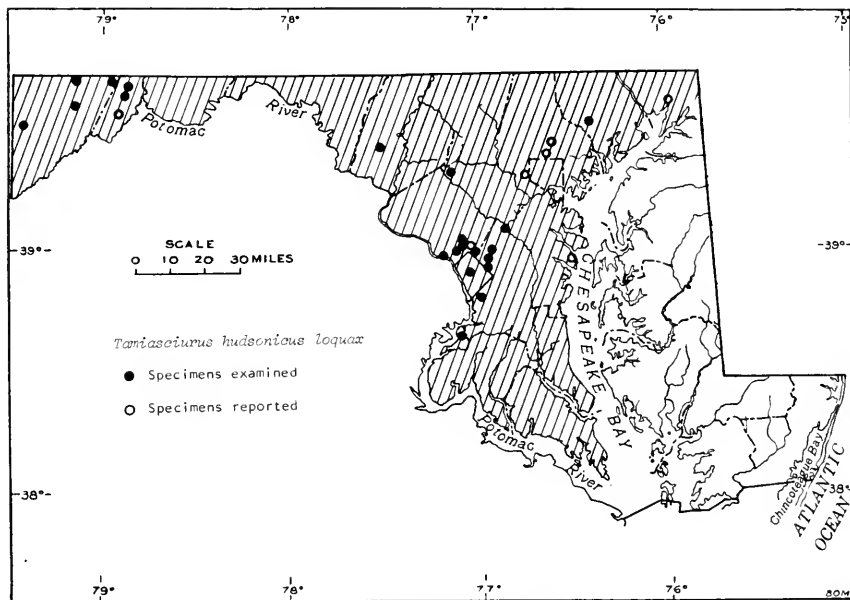 79° 78° 77° 76° 75°
Potomac River
39° 39°
SCALE
0 10 20 30 MILES
CHESAPEAKE BAY
Tamiasciurus hudsonicus loquax
● Specimens examined
○ Specimens reported
Potomac River
Chincoteague Bay
ATLANTIC OCEAN
38° 38°
79° 78° 77° 76°